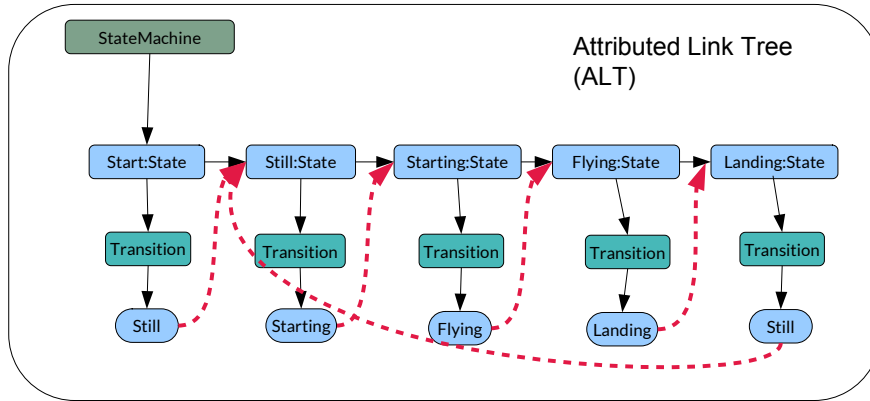 StateMachine
Attributed Link Tree
(ALT)
Start:State
Still:State
Starting:State
Flying:State
Landing:State
Transition
Transition
Transition
Transition
Transition
Still
Starting
Flying
Landing
Still